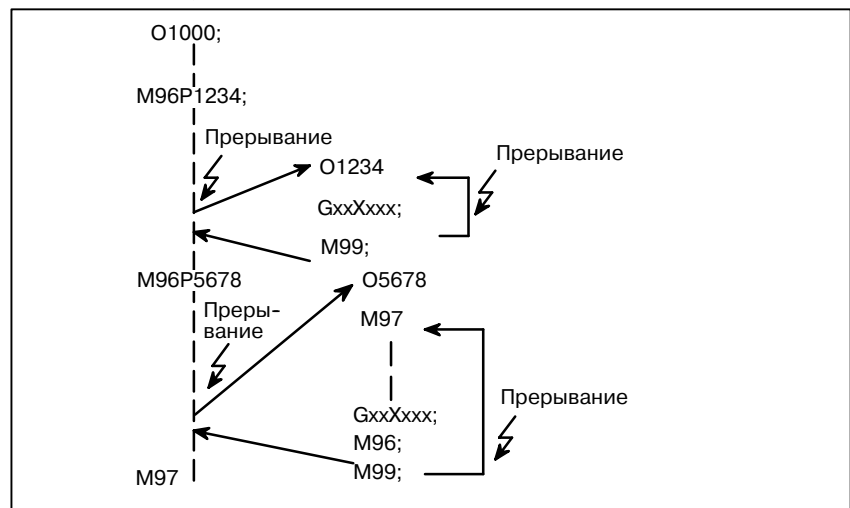 O1000;
M96P1234;
Прерывание
O1234
Прерывание
GxxXxxx;
M99;
M96P5678
O5678
Преры-
вание
M97
GxxXxxx;
Прерывание
M96;
M99;
M97